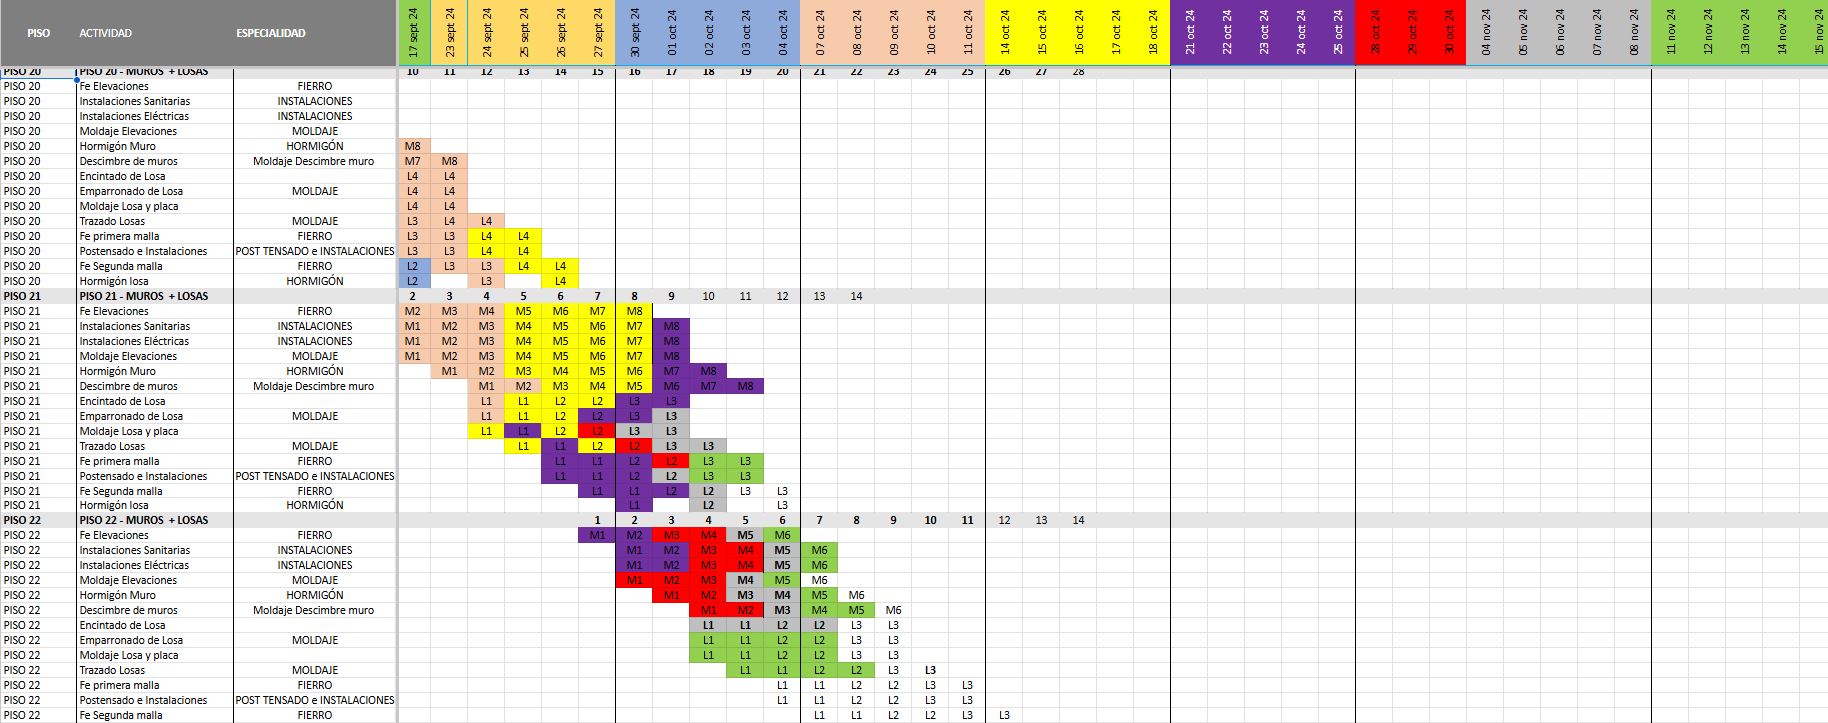 PISO ACTIVIDAD ESPECIALIDAD 17 sept 24 23 sept 24 24 sept 24 25 sept 24 26 sept 24 27 sept 24 30 sept 24 01 oct 24 02 oct 24 03 oct 24 04 oct 24 07 oct 24 08 oct 24 09 oct 24 10 oct 24 11 oct 24 14 oct 24 15 oct 24 16 oct 24 17 oct 24 18 oct 24 21 oct 24 22 oct 24 23 oct 24 24 oct 24 25 oct 24 28 oct 24 29 oct 24 30 oct 24 04 nov 24 05 nov 24 06 nov 24 07 nov 24 08 nov 24 11 nov 24 12 nov 24 13 nov 24 14 nov 24 15 nov 24
PISO 20 PISO 20 - MUROS + LOSAS 10 11 12 13 14 15 16 17 18 19 20 21 22 23 24 25 26 27 28
PISO 20 Fe Elevaciones FIERRO
PISO 20 Instalaciones Sanitarias INSTALACIONES
PISO 20 Instalaciones Eléctricas INSTALACIONES
PISO 20 Moldaje Elevaciones MOLDAJE
PISO 20 Hormigón Muro HORMIGÓN M8
PISO 20 Descimbre de muros Moldaje Descimbre muro M7 M8
PISO 20 Encintado de Losa L4 L4
PISO 20 Emparronado de Losa MOLDAJE L4 L4
PISO 20 Moldaje Losa y placa L4 L4
PISO 20 Trazado Losas MOLDAJE L3 L4 L4
PISO 20 Fe primera malla FIERRO L3 L3 L4 L4
PISO 20 Postensado e Instalaciones POST TENSADO e INSTALACIONES L3 L3 L4 L4
PISO 20 Fe Segunda malla FIERRO L2 L3 L3 L4 L4
PISO 20 Hormigón losa HORMIGÓN L2 L3 L4
PISO 21 PISO 21 - MUROS + LOSAS 2 3 4 5 6 7 8 9 10 11 12 13 14
PISO 21 Fe Elevaciones FIERRO M2 M3 M4 M5 M6 M7 M8
PISO 21 Instalaciones Sanitarias INSTALACIONES M1 M2 M3 M4 M5 M6 M7 M8
PISO 21 Instalaciones Eléctricas INSTALACIONES M1 M2 M3 M4 M5 M6 M7 M8
PISO 21 Moldaje Elevaciones MOLDAJE M1 M2 M3 M4 M5 M6 M7 M8
PISO 21 Hormigón Muro HORMIGÓN M1 M2 M3 M4 M5 M6 M7 M8
PISO 21 Descimbre de muros Moldaje Descimbre muro M1 M2 M3 M4 M5 M6 M7 M8
PISO 21 Encintado de Losa L1 L1 L2 L2 L3 L3
PISO 21 Emparronado de Losa MOLDAJE L1 L1 L2 L2 L3 L3
PISO 21 Moldaje Losa y placa L1 L1 L2 L2 L3 L3
PISO 21 Trazado Losas MOLDAJE L1 L1 L2 L2 L3 L3
PISO 21 Fe primera malla FIERRO L1 L1 L2 L2 L3 L3
PISO 21 Postensado e Instalaciones POST TENSADO e INSTALACIONES L1 L1 L2 L2 L3 L3
PISO 21 Fe Segunda malla FIERRO L1 L1 L2 L2 L3 L3
PISO 21 Hormigón losa HORMIGÓN L1 L2 L3
PISO 22 PISO 22 - MUROS + LOSAS 1 2 3 4 5 6 7 8 9 10 11 12 13 14
PISO 22 Fe Elevaciones FIERRO M1 M2 M3 M4 M5 M6
PISO 22 Instalaciones Sanitarias INSTALACIONES M1 M2 M3 M4 M5 M6
PISO 22 Instalaciones Eléctricas INSTALACIONES M1 M2 M3 M4 M5 M6
PISO 22 Moldaje Elevaciones MOLDAJE M1 M2 M3 M4 M5 M6
PISO 22 Hormigón Muro HORMIGÓN M1 M2 M3 M4 M5 M6
PISO 22 Descimbre de muros Moldaje Descimbre muro M1 M2 M3 M4 M5 M6
PISO 22 Encintado de Losa L1 L1 L2 L2 L3 L3
PISO 22 Emparronado de Losa MOLDAJE L1 L1 L2 L2 L3 L3
PISO 22 Moldaje Losa y placa L1 L1 L2 L2 L3 L3
PISO 22 Trazado Losas MOLDAJE L1 L1 L2 L2 L3 L3
PISO 22 Fe primera malla FIERRO L1 L1 L2 L2 L3 L3
PISO 22 Postensado e Instalaciones POST TENSADO e INSTALACIONES L1 L1 L2 L2 L3 L3
PISO 22 Fe Segunda malla FIERRO L1 L1 L2 L2 L3 L3